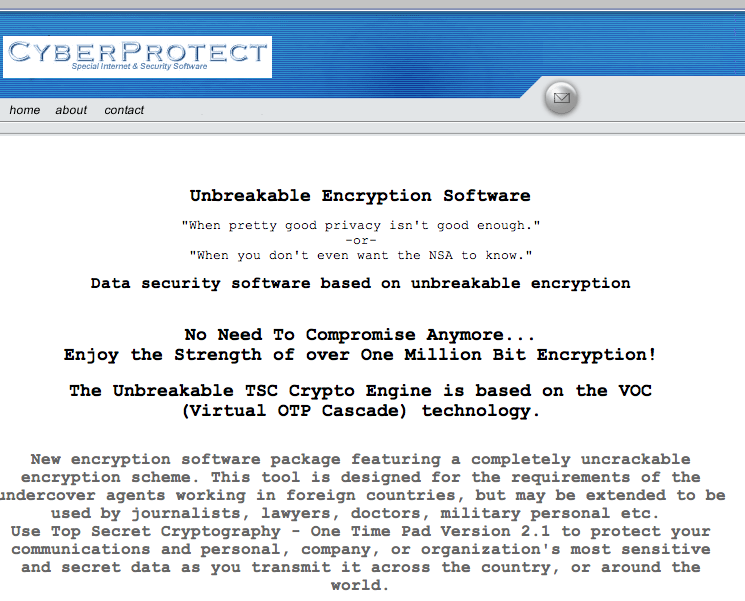 CYBERPROTECT
Special Internet & Security Software
home about contact
Unbreakable Encryption Software
"When pretty good privacy isn't good enough."
-or-
"When you don't even want the NSA to know."
Data security software based on unbreakable encryption
No Need To Compromise Anymore...
Enjoy the Strength of over One Million Bit Encryption!
The Unbreakable TSC Crypto Engine is based on the VOC
(Virtual OTP Cascade) technology.
New encryption software package featuring a completely uncrackable
encryption scheme. This tool is designed for the requirements of the
undercover agents working in foreign countries, but may be extended to be
used by journalists, lawyers, doctors, military personal etc.
Use Top Secret Cryptography - One Time Pad Version 2.1 to protect your
communications and personal, company, or organization's most sensitive
and secret data as you transmit it across the country, or around the
world.